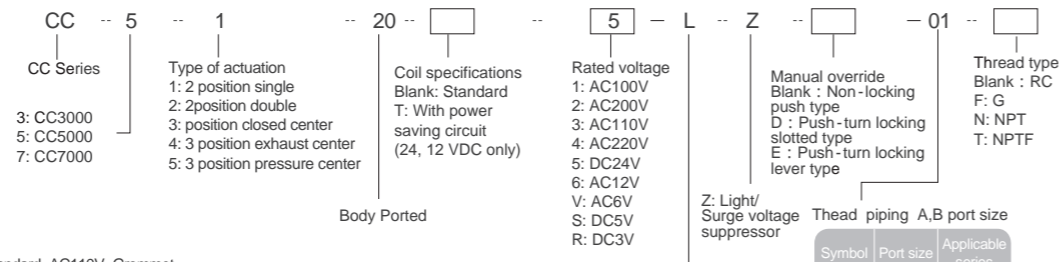 CC -- 5 -- 1 -- 20 -- -- 5 — L -- Z -- — 01 --
CC Series
3: CC3000
5: CC5000
7: CC7000
Type of actuation
1: 2 position single
2: 2position double
3: position closed center
4: 3 position exhaust center
5: 3 position pressure center
Body Ported
Coil specifications
Blank: Standard
T: With power
saving circuit
(24, 12 VDC only)
Rated voltage
1: AC100V
2: AC200V
3: AC110V
4: AC220V
5: DC24V
6: AC12V
V: AC6V
S: DC5V
R: DC3V
Z: Light/
Surge voltage
suppressor
Manual override
Blank : Non-locking
push type
D : Push-turn locking
slotted type
E : Push-turn locking
lever type
Thead piping A,B port size
Symbol Port size Applicable
Thread type
Blank : RC
F: G
N: NPT
T: NPTF